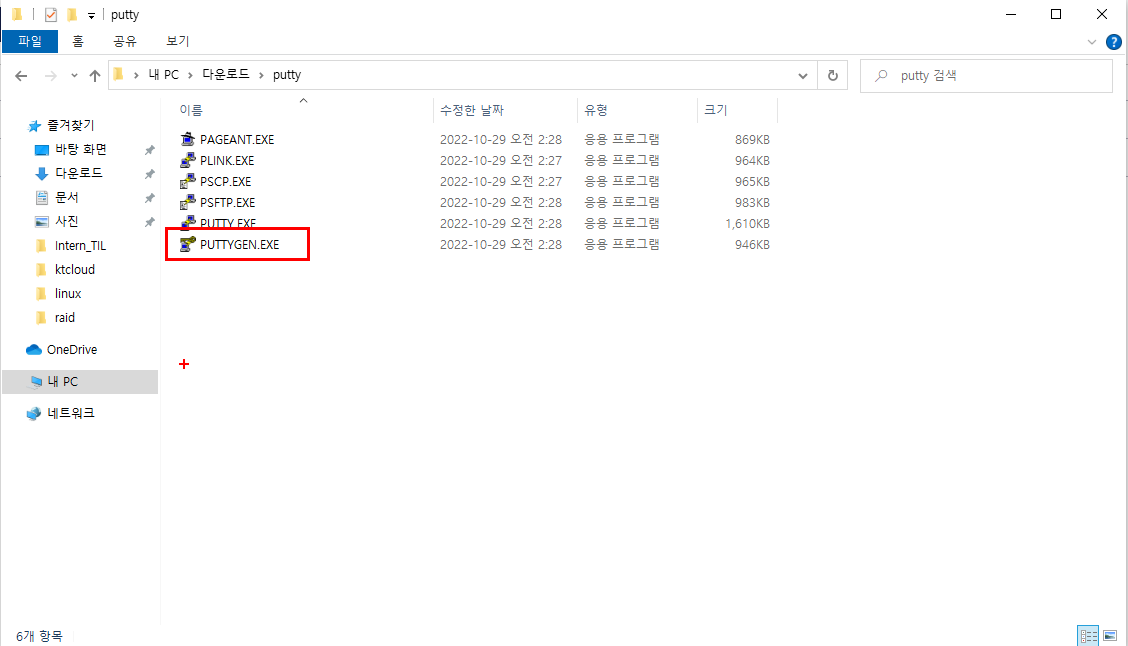 putty
파일 홈 공유 보기
내 PC 다운로드 putty
putty 검색
이름 수정한 날짜 유형 크기
즐겨찾기
바탕 화면
다운로드
문서
사진
Intern_TIL
ktcloud
linux
raid
OneDrive
내 PC
네트워크
PAGEANT.EXE 2022-10-29 오전 2:28 응용 프로그램 869KB
PLINK.EXE 2022-10-29 오전 2:27 응용 프로그램 964KB
PSCP.EXE 2022-10-29 오전 2:27 응용 프로그램 965KB
PSFTP.EXE 2022-10-29 오전 2:28 응용 프로그램 983KB
PUTTY.EXE 2022-10-29 오전 2:28 응용 프로그램 1,610KB
PUTTYGEN.EXE 2022-10-29 오전 2:28 응용 프로그램 946KB
6개 항목